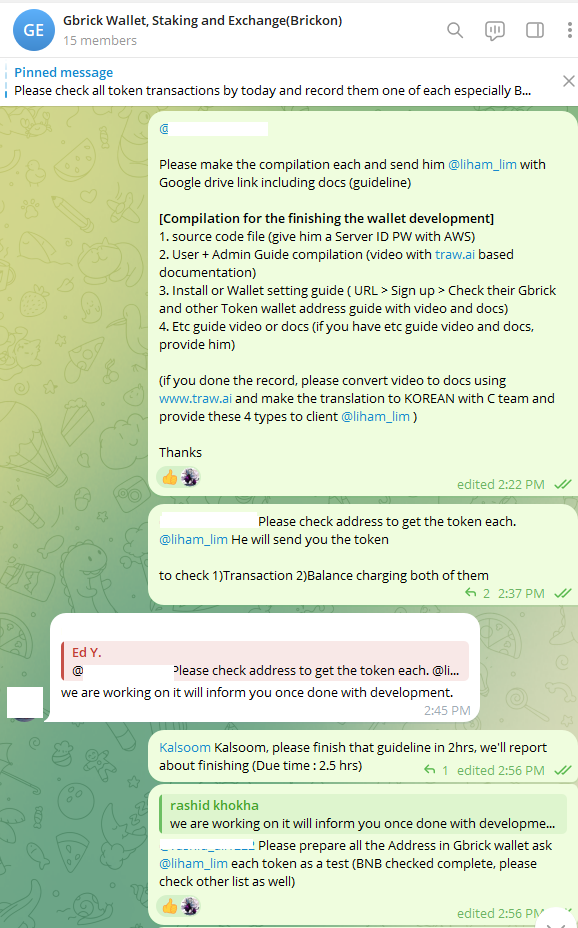 GE
Gbrick Wallet, Staking and Exchange(Brickon)
15 members
Pinned message
Please check all token transactions by today and record them one of each especially B...
@
Please make the compilation each and send him @liham_lim with
Google drive link including docs (guideline)
[Compilation for the finishing the wallet development]
1. source code file (give him a Server ID PW with AWS)
2. User + Admin Guide compilation (video with traw.ai based
documentation)
3. Install or Wallet setting guide ( URL > Sign up > Check their Gbrick
and other Token wallet address guide with video and docs)
4. Etc guide video or docs (if you have etc guide video and docs,
provide him)
(if you done the record, please convert video to docs using
www.traw.ai and make the translation to KOREAN with C team and
provide these 4 types to client @liham_lim )
Thanks
edited 2:22 PM
Please check address to get the token each.
@liham_lim He will send you the token
to check 1)Transaction 2)Balance charging both of them
2 2:37 PM
Ed Y.
@ Please check address to get the token each. @li...
we are working on it will inform you once done with development.
2:45 PM
Kalsoom Kalsoom, please finish that guideline in 2hrs, we'll report
about finishing (Due time : 2.5 hrs)
1 edited 2:56 PM
rashid khokha
we are working on it will inform you once done with developme...
Please prepare all the Address in Gbrick wallet ask
@liham_lim each token as a test (BNB checked complete, please
check other list as well)
edited 2:56 PM